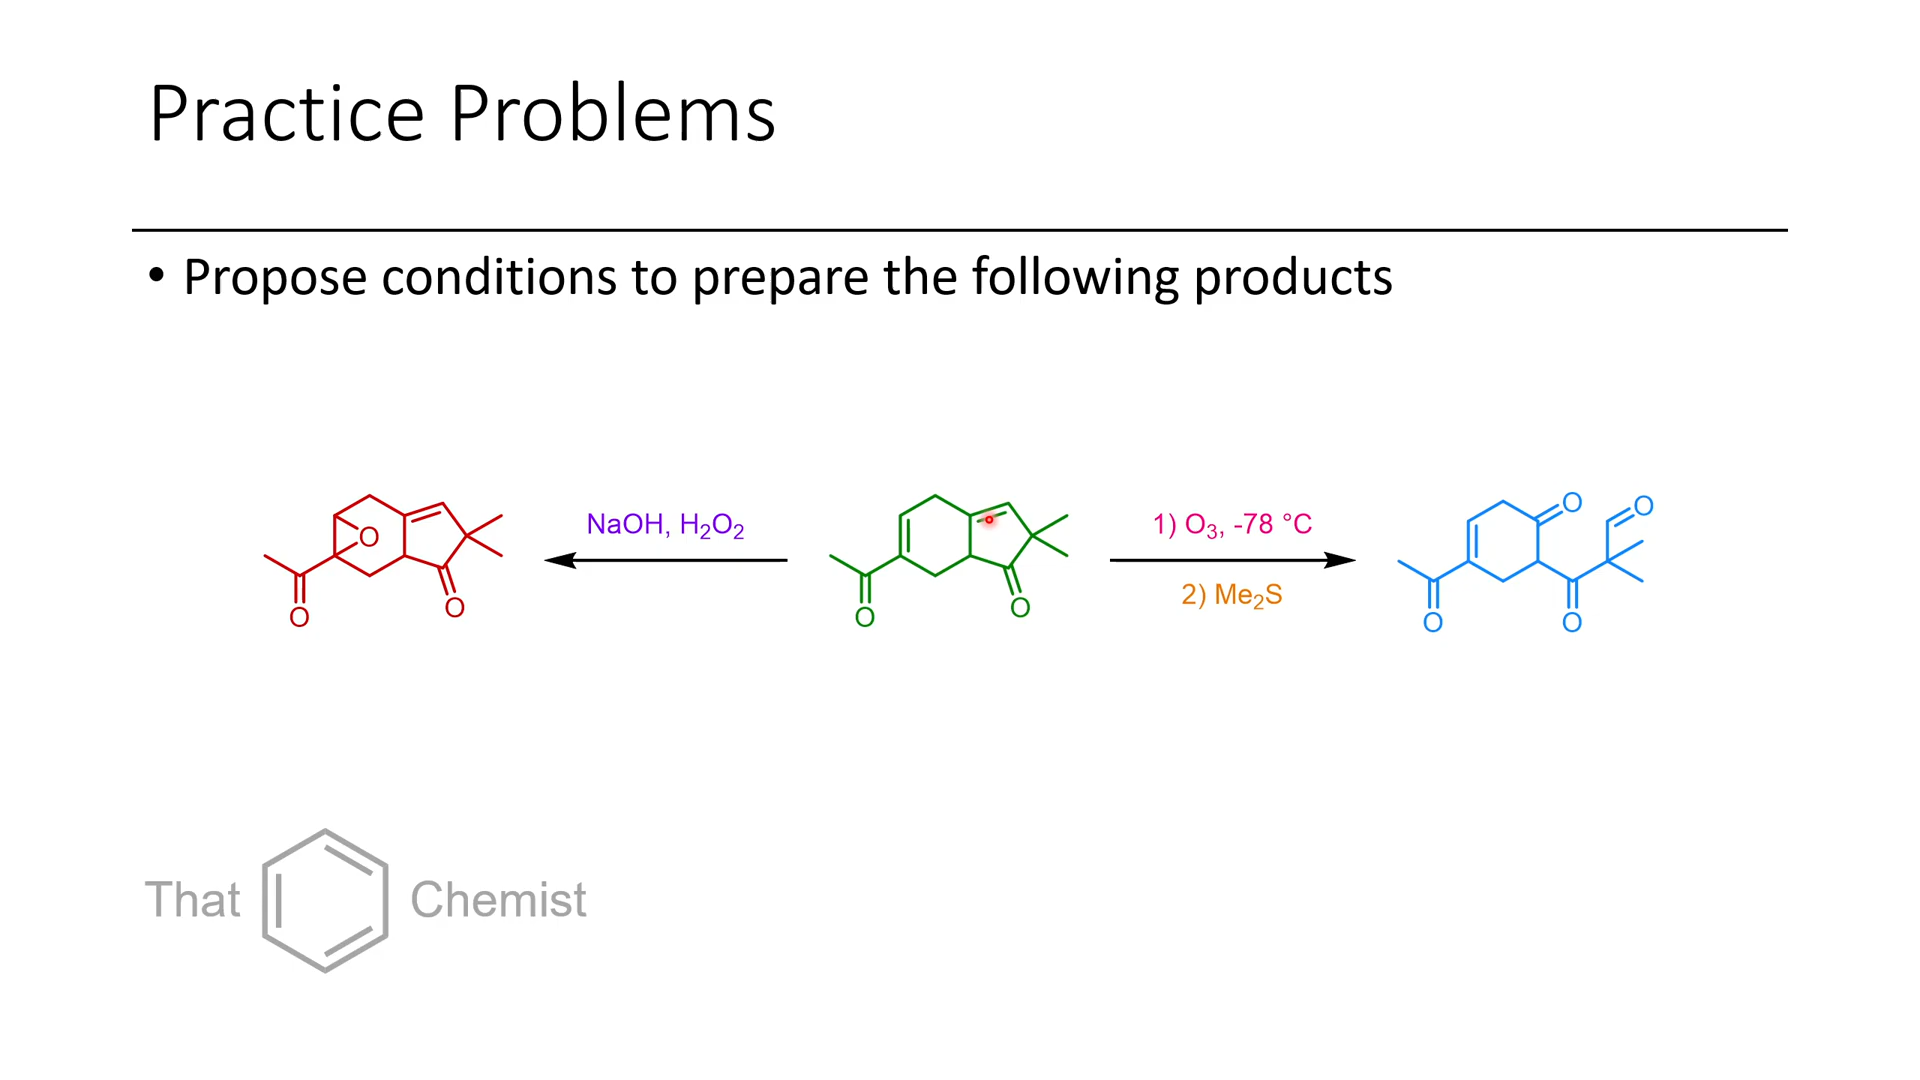 Practice Problems
• Propose conditions to prepare the following products
NaOH, H₂O₂
1) O₃, -78 °C
2) Me₂S
O
O
O
O
O
O
O
O
O
That Chemist